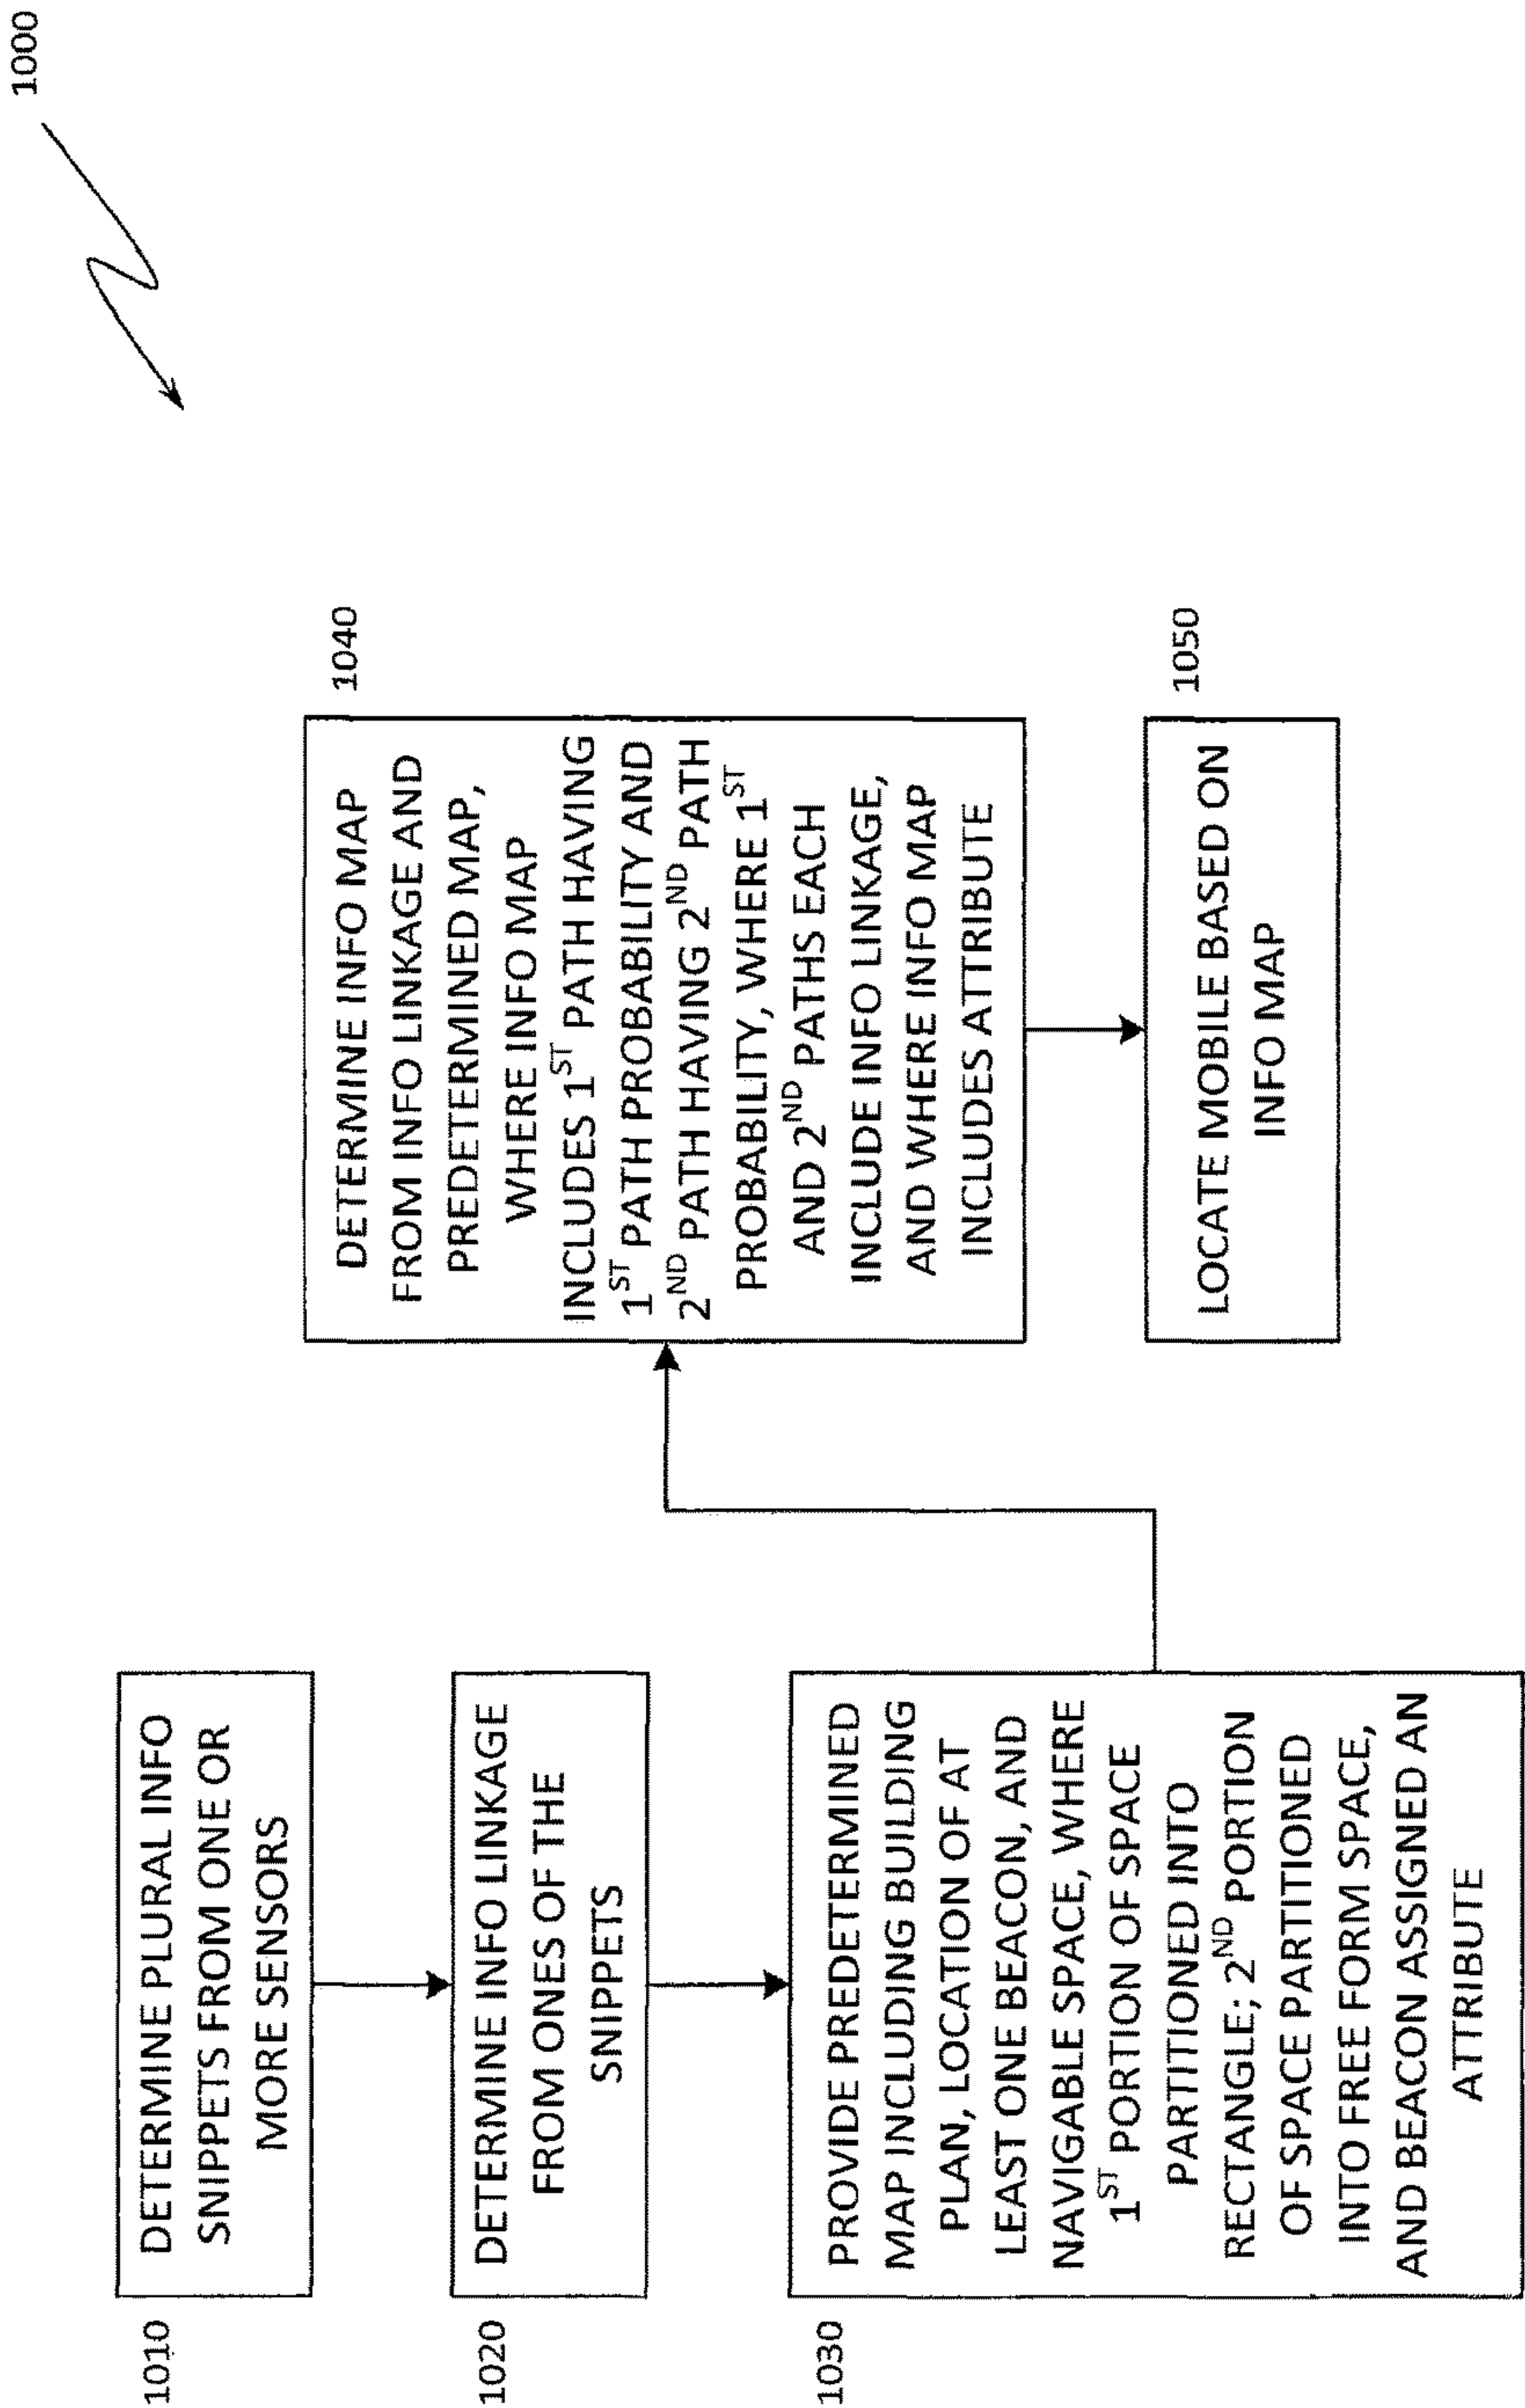 1000
1010
DETERMINE PLURAL INFO
SNIPPETS FROM ONE OR
MORE SENSORS
1020
DETERMINE INFO LINKAGE
FROM ONES OF THE
SNIPPETS
1030
PROVIDE PREDETERMINED
MAP INCLUDING BUILDING
PLAN, LOCATION OF AT
LEAST ONE BEACON, AND
NAVIGABLE SPACE, WHERE
1ST PORTION OF SPACE
PARTITIONED INTO
RECTANGLE; 2ND PORTION
OF SPACE PARTITIONED
INTO FREE FORM SPACE,
AND BEACON ASSIGNED AN
ATTRIBUTE
1040
DETERMINE INFO MAP
FROM INFO LINKAGE AND
PREDETERMINED MAP,
WHERE INFO MAP
INCLUDES 1ST PATH HAVING
1ST PATH PROBABILITY AND
2ND PATH HAVING 2ND PATH
PROBABILITY, WHERE 1ST
AND 2ND PATHS EACH
INCLUDE INFO LINKAGE,
AND WHERE INFO MAP
INCLUDES ATTRIBUTE
1050
LOCATE MOBILE BASED ON
INFO MAP